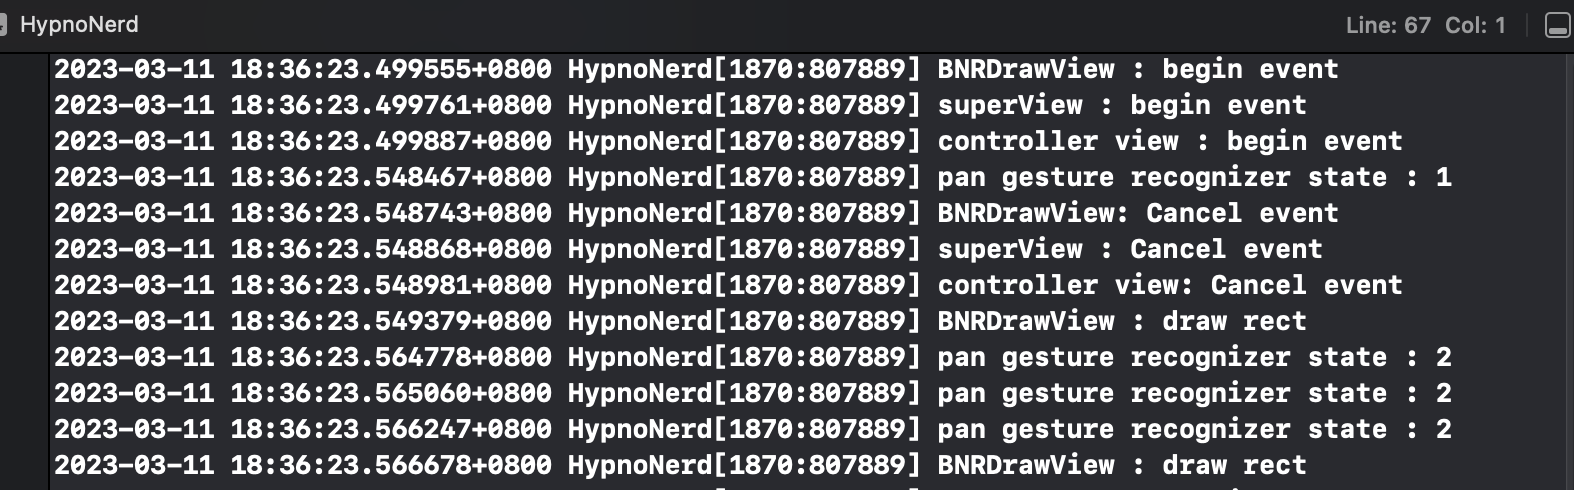 HypnoNerd
Line: 67 Col: 1
2023-03-11 18:36:23.499555+0800 HypnoNerd[1870:807889] BNRDrawView : begin event
2023-03-11 18:36:23.499761+0800 HypnoNerd[1870:807889] superView : begin event
2023-03-11 18:36:23.499887+0800 HypnoNerd[1870:807889] controller view : begin event
2023-03-11 18:36:23.548467+0800 HypnoNerd[1870:807889] pan gesture recognizer state : 1
2023-03-11 18:36:23.548743+0800 HypnoNerd[1870:807889] BNRDrawView: Cancel event
2023-03-11 18:36:23.548868+0800 HypnoNerd[1870:807889] superView : Cancel event
2023-03-11 18:36:23.548981+0800 HypnoNerd[1870:807889] controller view: Cancel event
2023-03-11 18:36:23.549379+0800 HypnoNerd[1870:807889] BNRDrawView : draw rect
2023-03-11 18:36:23.564778+0800 HypnoNerd[1870:807889] pan gesture recognizer state : 2
2023-03-11 18:36:23.565060+0800 HypnoNerd[1870:807889] pan gesture recognizer state : 2
2023-03-11 18:36:23.566247+0800 HypnoNerd[1870:807889] pan gesture recognizer state : 2
2023-03-11 18:36:23.566678+0800 HypnoNerd[1870:807889] BNRDrawView : draw rect